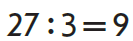 27 : 3 = 9